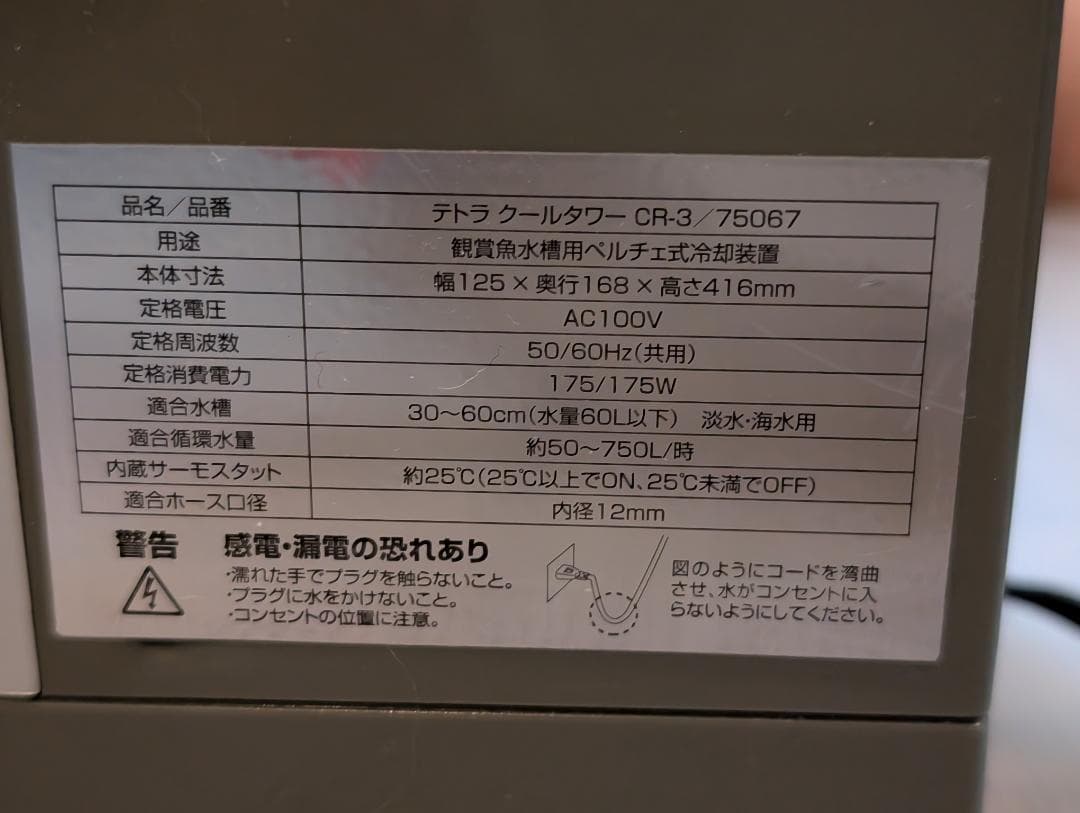 品名/品番 テトラ クールタワー CR-3/75067
用途 観賞魚水槽用ペルチェ式冷却装置
本体寸法 幅125×奥行168×高さ416mm
定格電圧 AC100V
定格周波数 50/60Hz(共用)
定格消費電力 175/175W
適合水槽 30〜60cm(水量60L以下) 淡水・海水用
適合循環水量 約50〜750L/時
内蔵サーモスタット 約25℃(25℃以上でON、25℃未満でOFF)
適合ホース口径 内径12mm
警告 感電・漏電の恐れあり
・濡れた手でプラグを触らないこと。
・プラグに水をかけないこと。
・コンセントの位置に注意。
図のようにコードを湾曲
させ、水がコンセントに入
らないようにしてください。